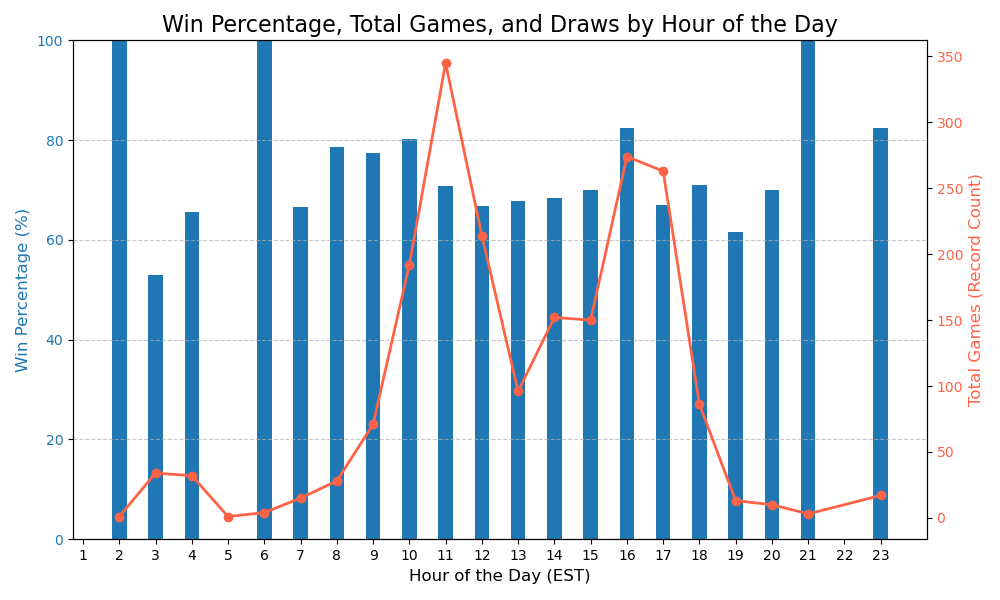 Win Percentage, Total Games, and Draws by Hour of the Day
Win Percentage (%)
100
80
60
40
20
0
350
300
250
200
150
100
50
0
Total Games (Record Count)
1 2 3 4 5 6 7 8 9 10 11 12 13 14 15 16 17 18 19 20 21 22 23
Hour of the Day (EST)